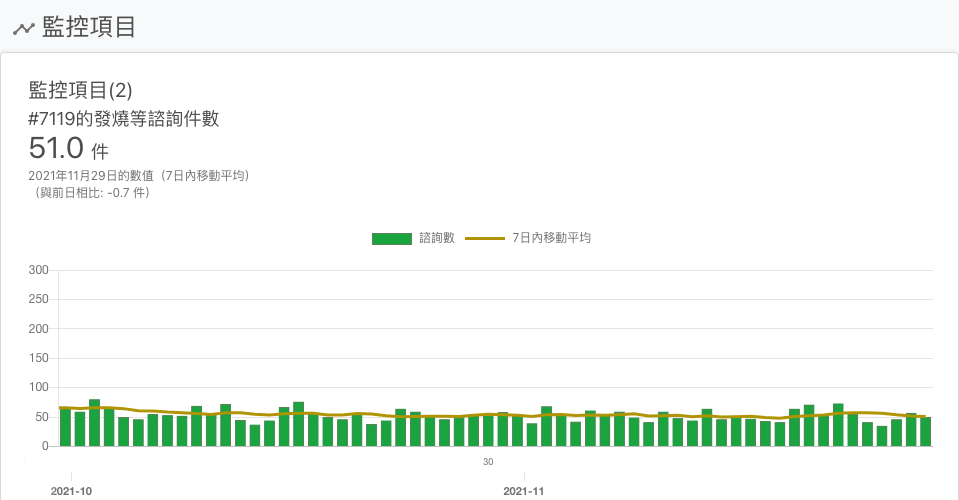 監控項目
監控項目(2)
#7119的發燒等諮詢件數
51.0 件
2021年11月29日的數值（7日內移動平均）
（與前日相比: -0.7 件）
諮詢數 7日內移動平均
300
250
200
150
100
50
0
30
2021-10 2021-11